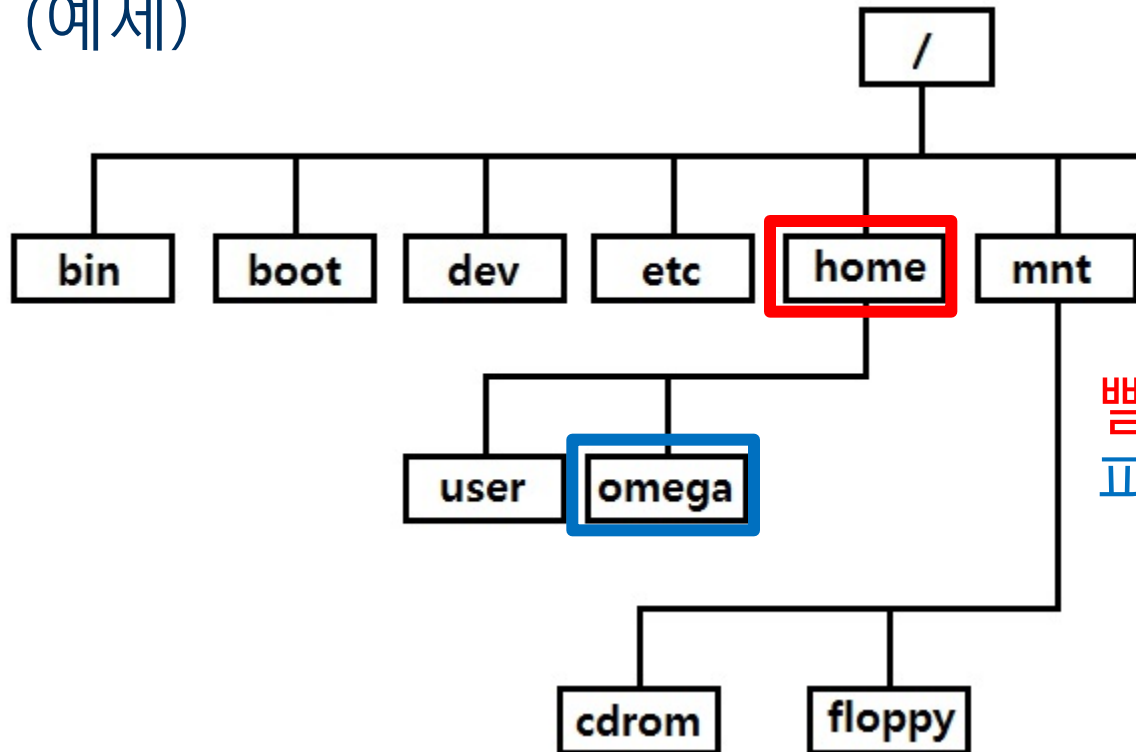 (예제)
/
bin boot dev etc home mnt
user omega
cdrom floppy